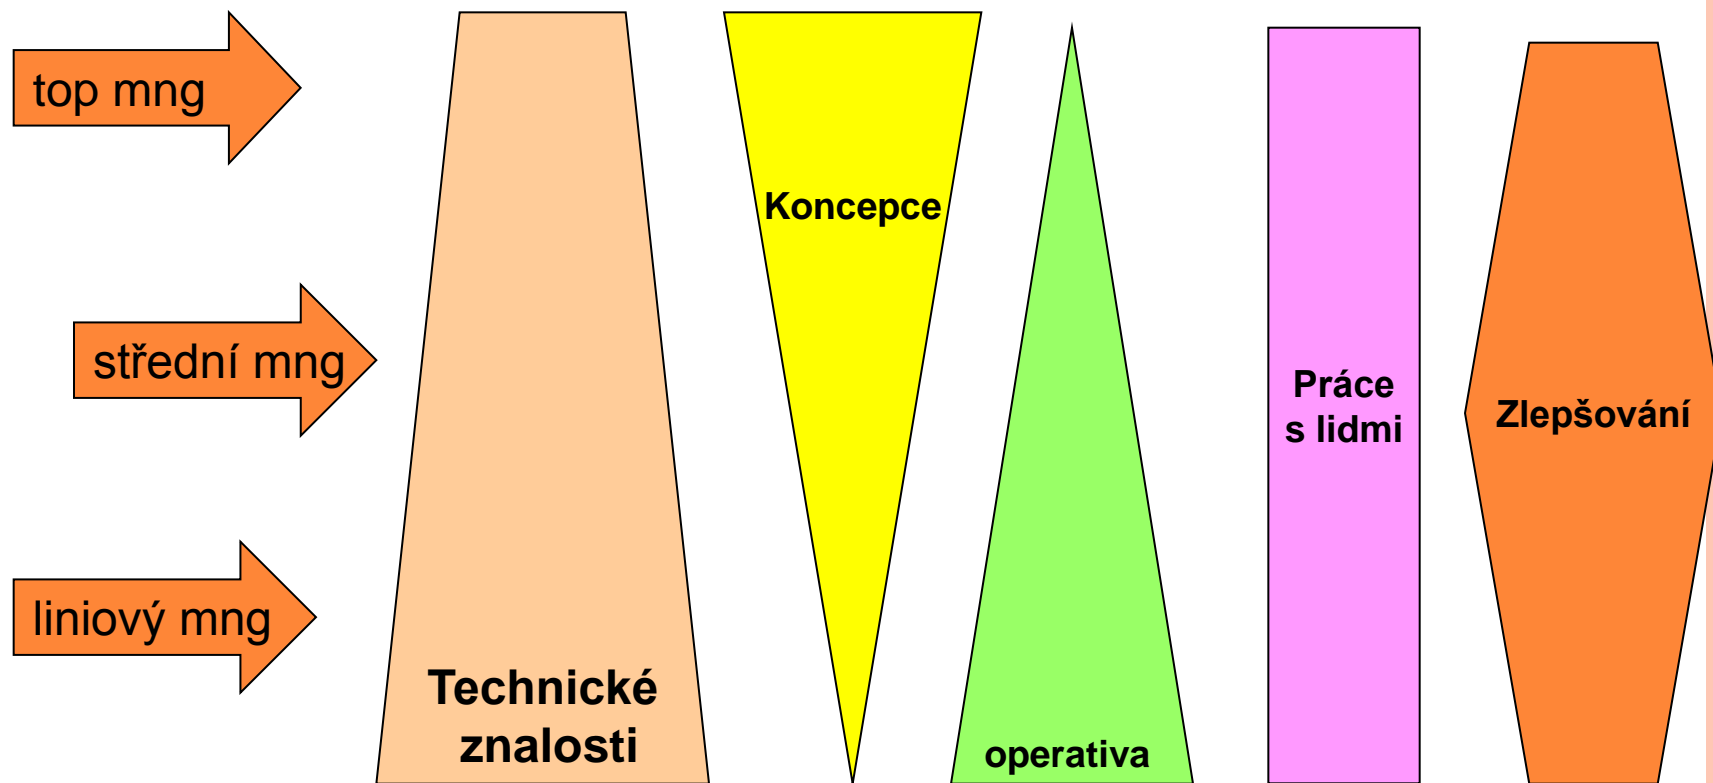 top mng
střední mng
liniový mng
Technické
znalosti
Koncepce
operativa
Práce
s lidmi
Zlepšování